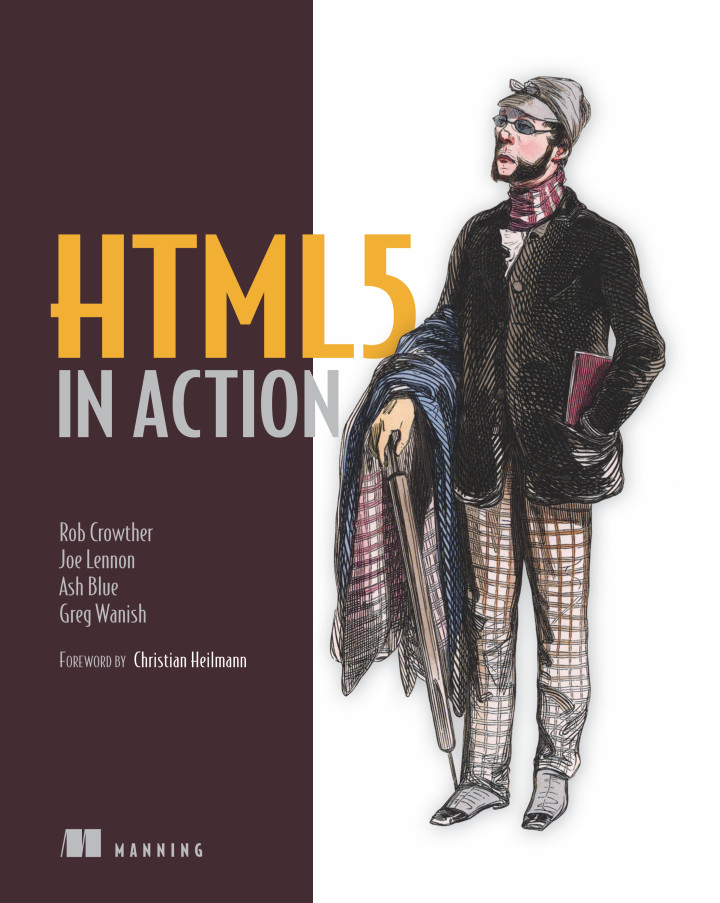 HTML5
IN ACTION
Rob Crowther
Joe Lennon
Ash Blue
Greg Wanish
FOREWORD BY Christian Heilmann
MANNING